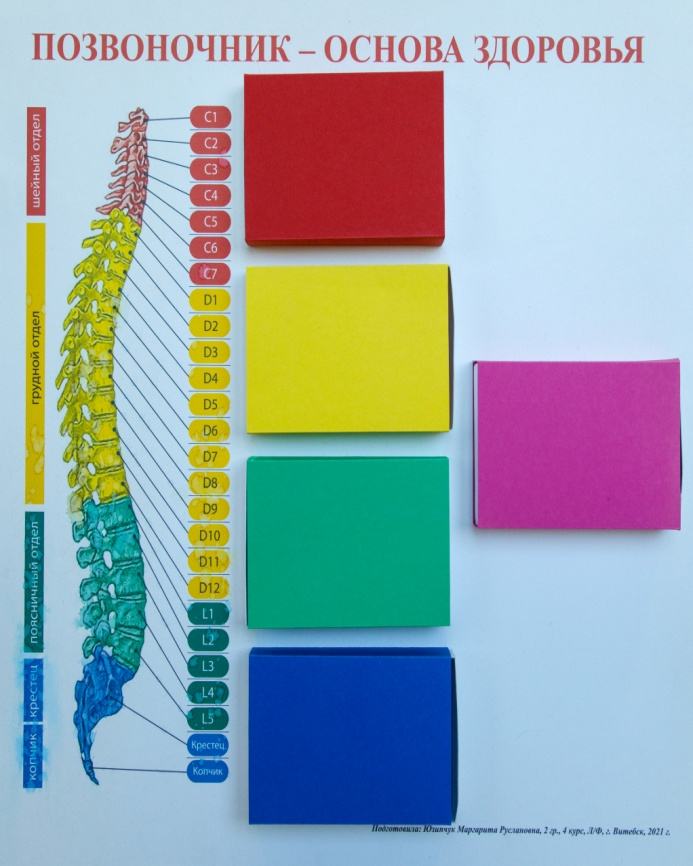 ПОЗВОНОЧНИК – ОСНОВА ЗДОРОВЬЯ
шейный отдел
грудной отдел
поясничный отдел
крестец
копчик
C1
C2
C3
C4
C5
C6
C7
D1
D2
D3
D4
D5
D6
D7
D8
D9
D10
D11
D12
L1
L2
L3
L4
L5
Крестец
Копчик
Подготовила: Юзипчук Маргарита Руслановна, 2 гр., 4 курс, Л/Ф, г. Витебск, 2021 г.